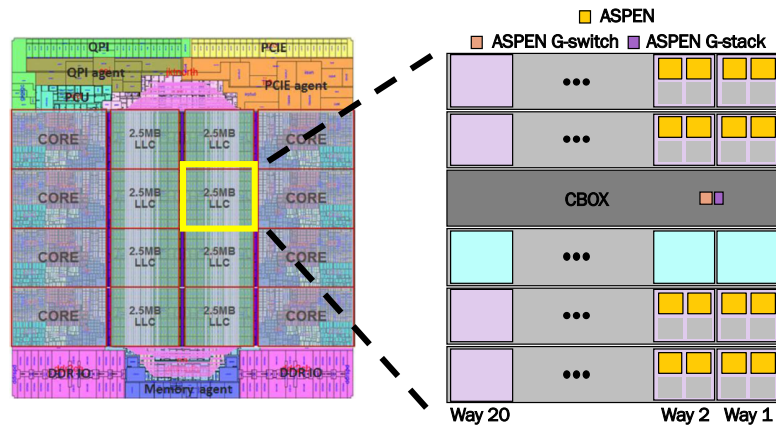 ASPEN
ASPEN G-switch ASPEN G-stack
QPI PCIE
QPI agent
PCIE agent
PCU
CORE 2.5MB LLC 2.5MB LLC CORE
CORE 2.5MB LLC 2.5MB LLC CORE
CORE 2.5MB LLC 2.5MB LLC CORE
CORE 2.5MB LLC 2.5MB LLC CORE
DDR IO DDR IO
Memory agent
•••
•••
CBOX
•••
•••
•••
Way 20 Way 2 Way 1